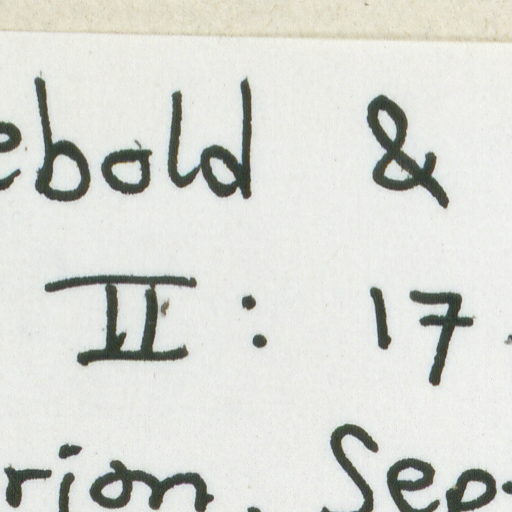 ebold &
II: 17
rion, Sep